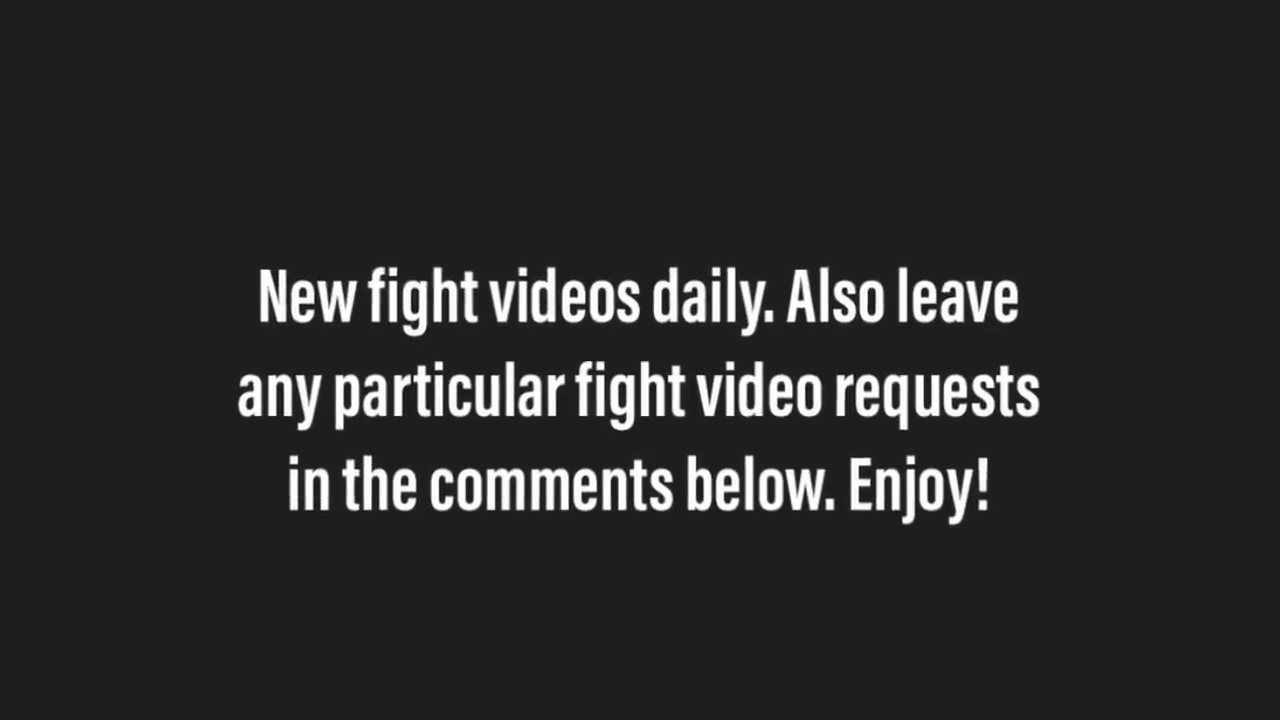 New fight videos daily. Also leave
any particular fight video requests
in the comments below. Enjoy!